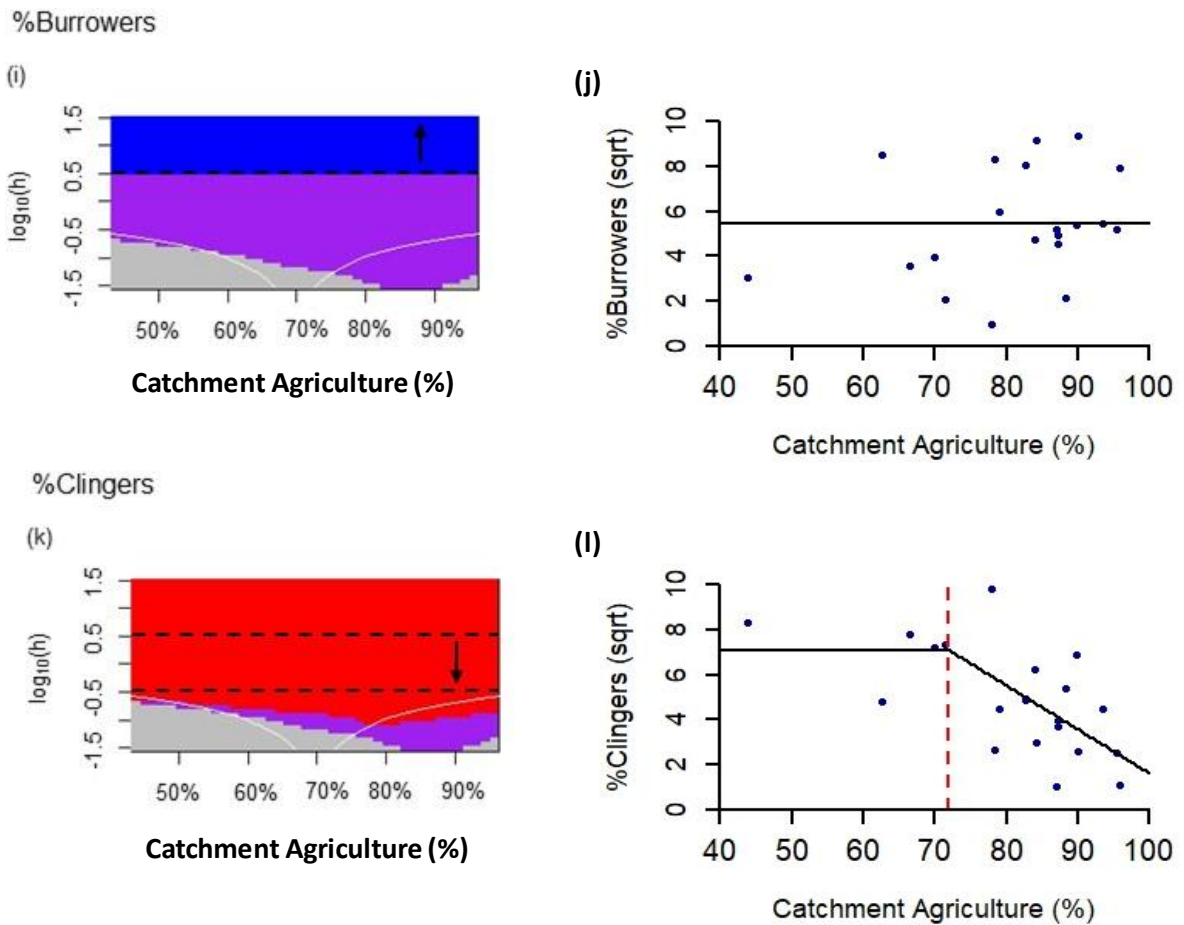 %Burrowers
(i)
log10(h)
1.5
0.5
-0.5
-1.5
50% 60% 70% 80% 90%
Catchment Agriculture (%)
(j)
%Burrowers (sqrt)
10
8
6
4
2
0
40 50 60 70 80 90 100
Catchment Agriculture (%)
%Clingers
(k)
log10(h)
1.5
0.5
-0.5
-1.5
50% 60% 70% 80% 90%
Catchment Agriculture (%)
(l)
%Clingers (sqrt)
10
8
6
4
2
0
40 50 60 70 80 90 100
Catchment Agriculture (%)